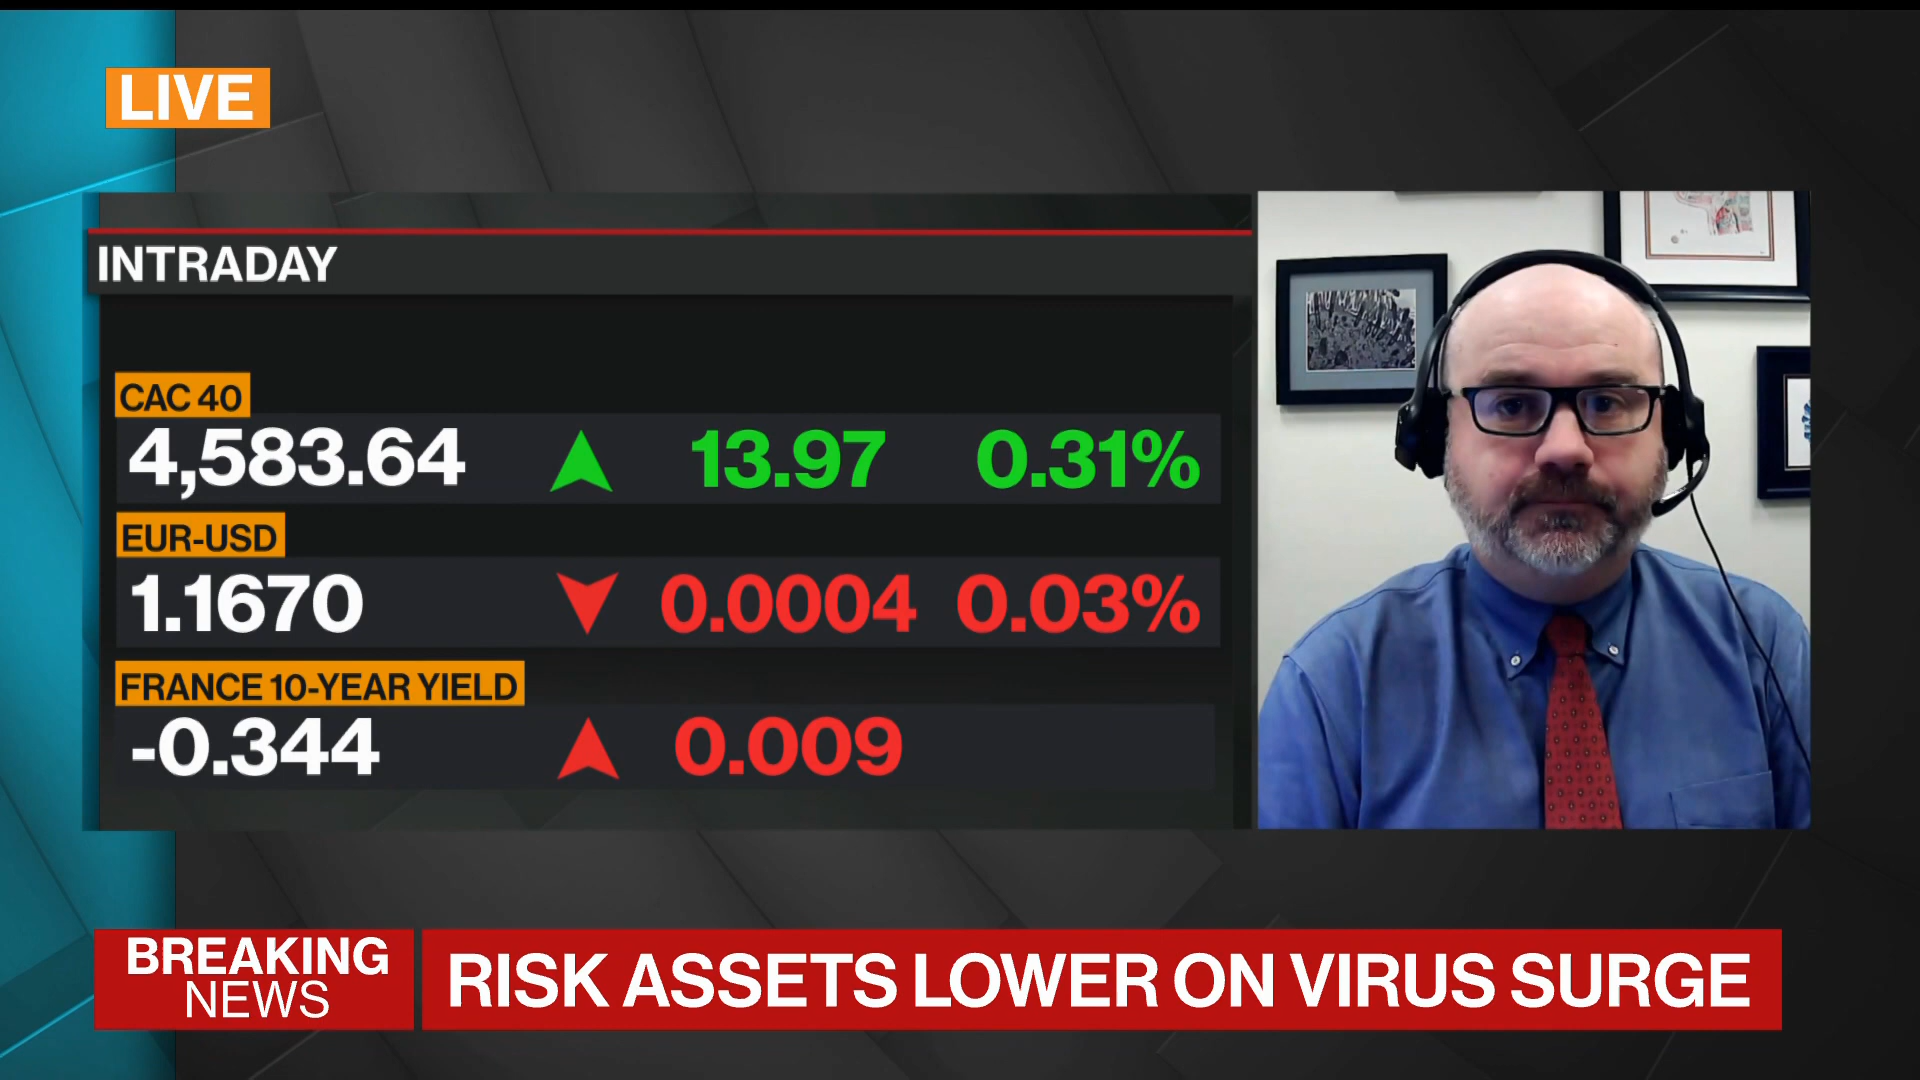 LIVE
INTRADAY
CAC 40
4,583.64 ▲ 13.97 0.31%
EUR-USD
1.1670 ▼ 0.0004 0.03%
FRANCE 10-YEAR YIELD
-0.344 ▲ 0.009
BREAKING
NEWS
RISK ASSETS LOWER ON VIRUS SURGE